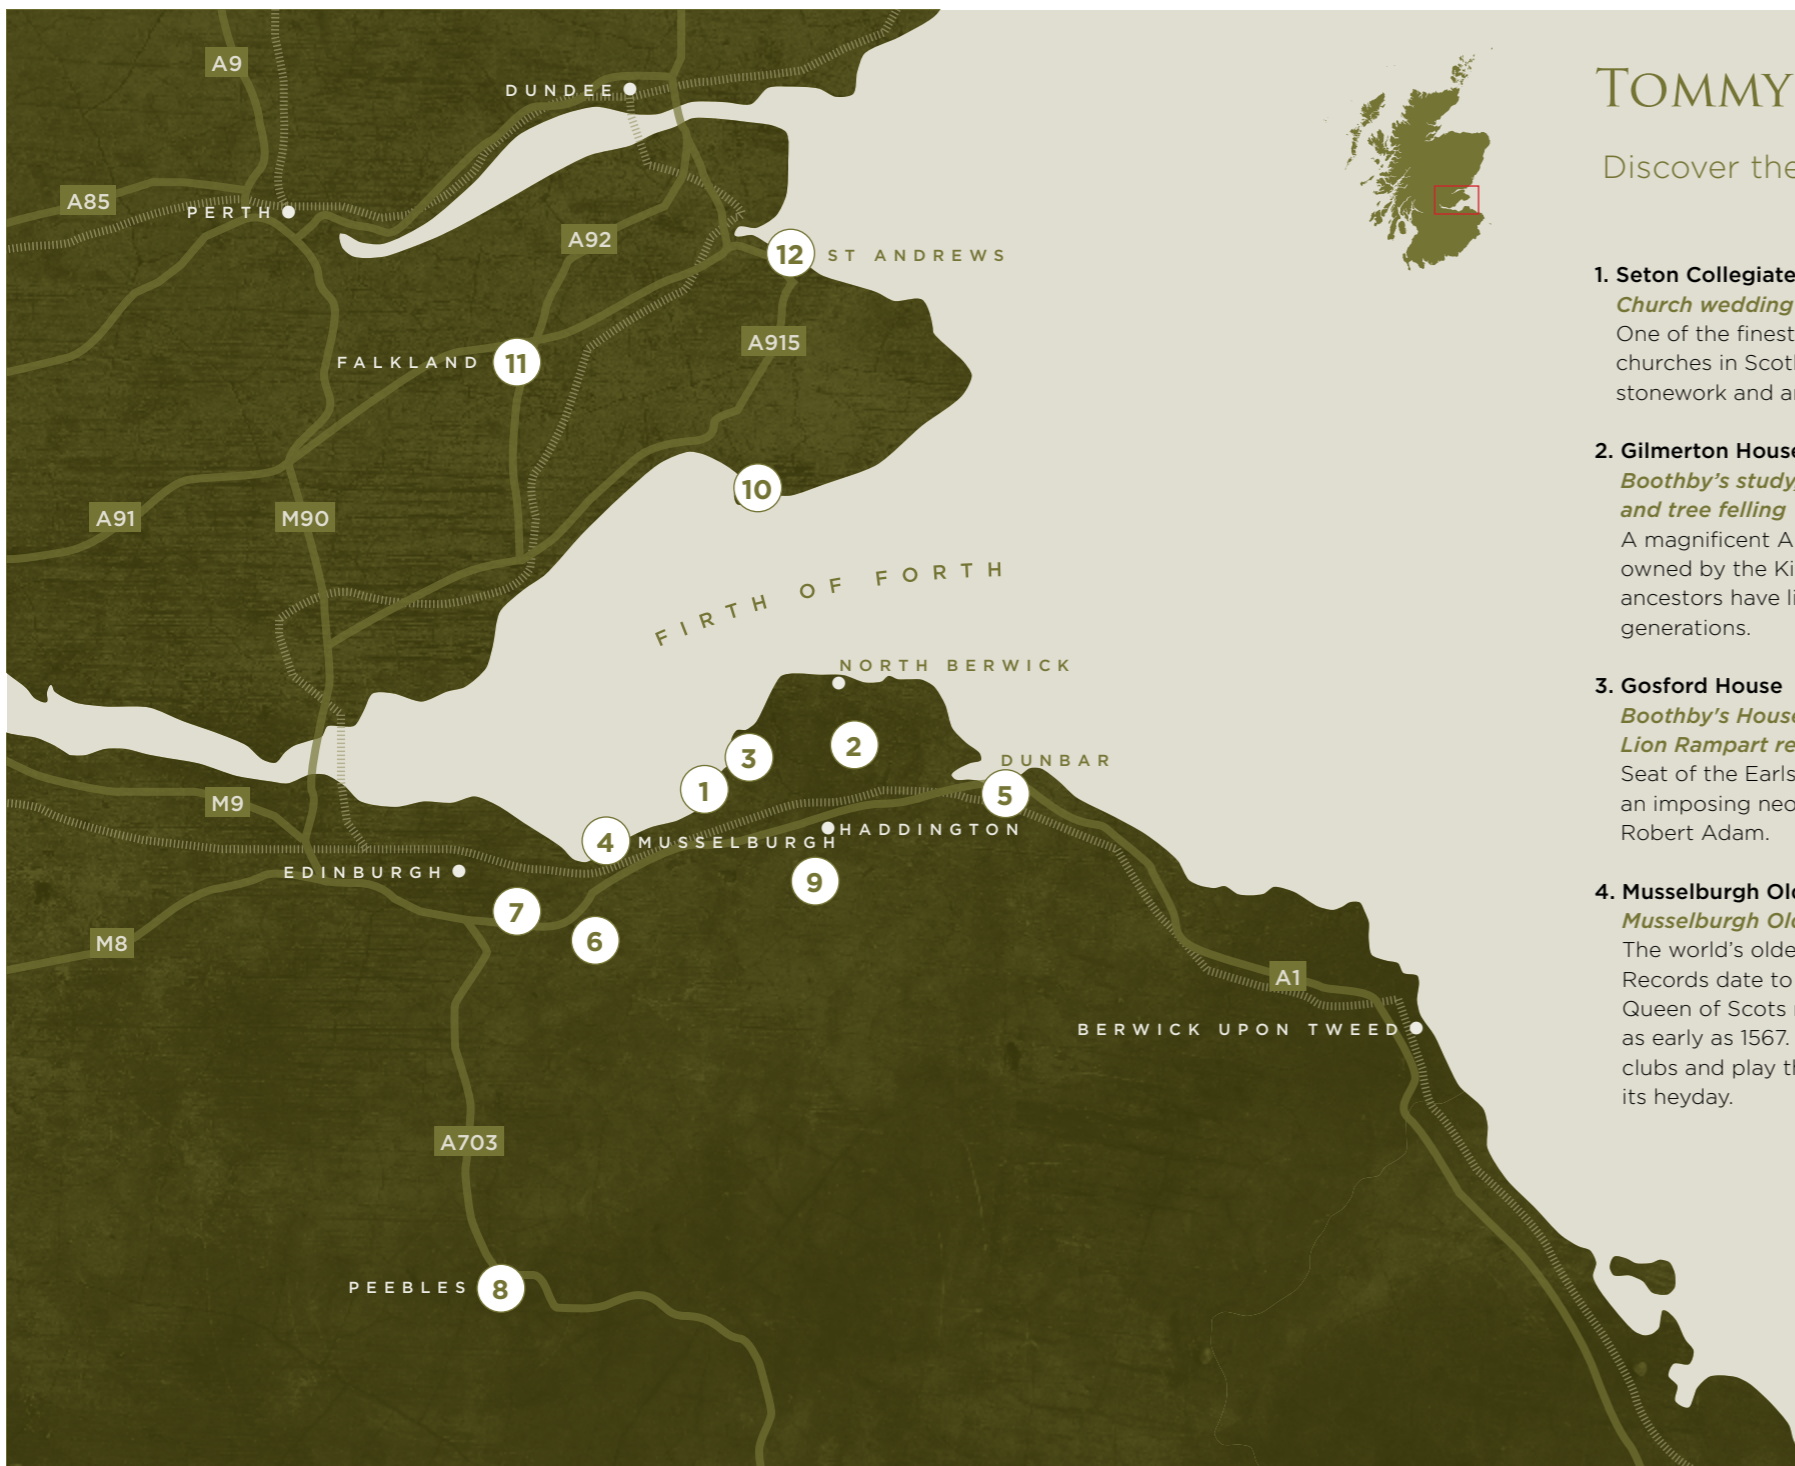 A9
DUNDEE
A85
PERTH
A92
12 ST ANDREWS
A915
FALKLAND 11
A91
M90
10
FIRTH OF FORTH
NORTH BERWICK
3
2
DUNBAR
1
5
M9
4 MUSSELBURGH
HADDINGTON
EDINBURGH
9
7
M8
6
A1
BERWICK UPON TWEED
A703
PEEBLES 8
TOMMY
Discover the
1. Seton Collegiate
Church wedding
One of the finest
churches in Scotl
stonework and ar
2. Gilmerton House
Boothby’s study,
and tree felling
A magnificent A
owned by the Ki
ancestors have li
generations.
3. Gosford House
Boothby's House
Lion Rampart re
Seat of the Earls
an imposing neo
Robert Adam.
4. Musselburgh Old
Musselburgh Old
The world’s olde
Records date to
Queen of Scots
as early as 1567.
clubs and play th
its heyday.